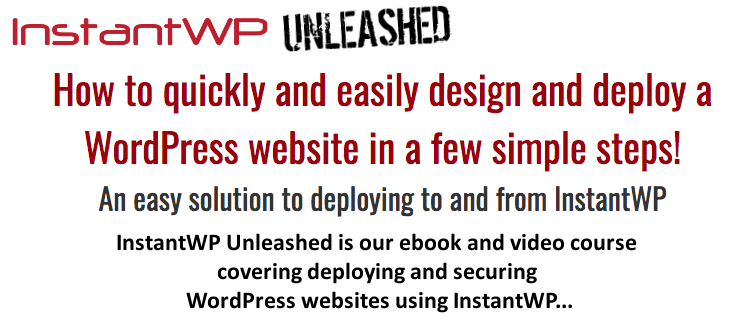 InstantWP UNLEASHED
How to quickly and easily design and deploy a
WordPress website in a few simple steps!
An easy solution to deploying to and from InstantWP
InstantWP Unleashed is our ebook and video course
covering deploying and securing
WordPress websites using InstantWP...